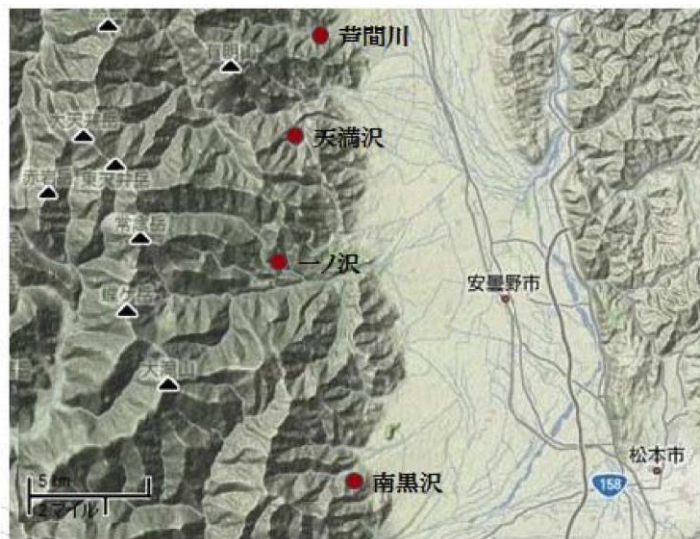 芦間川
有明山
天満沢
大天井岳
赤岩岳
東天井岳
常念岳
一ノ沢
安曇野市
蝶ケ岳
大滝山
松本市
南黒沢
158
5 km
2 マイル